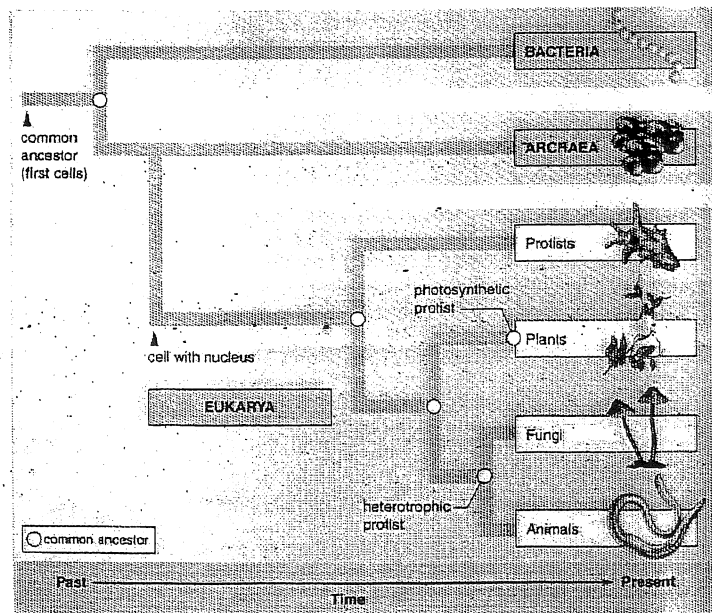 BACTERIA
common
ancestor
(first cells)
ARCHAEA
Protists
photosynthetic
protist
Plants
cell with nucleus
EUKARYA
Fungi
heterotrophic
protist
Animals
common ancestor
Past
Present
Time